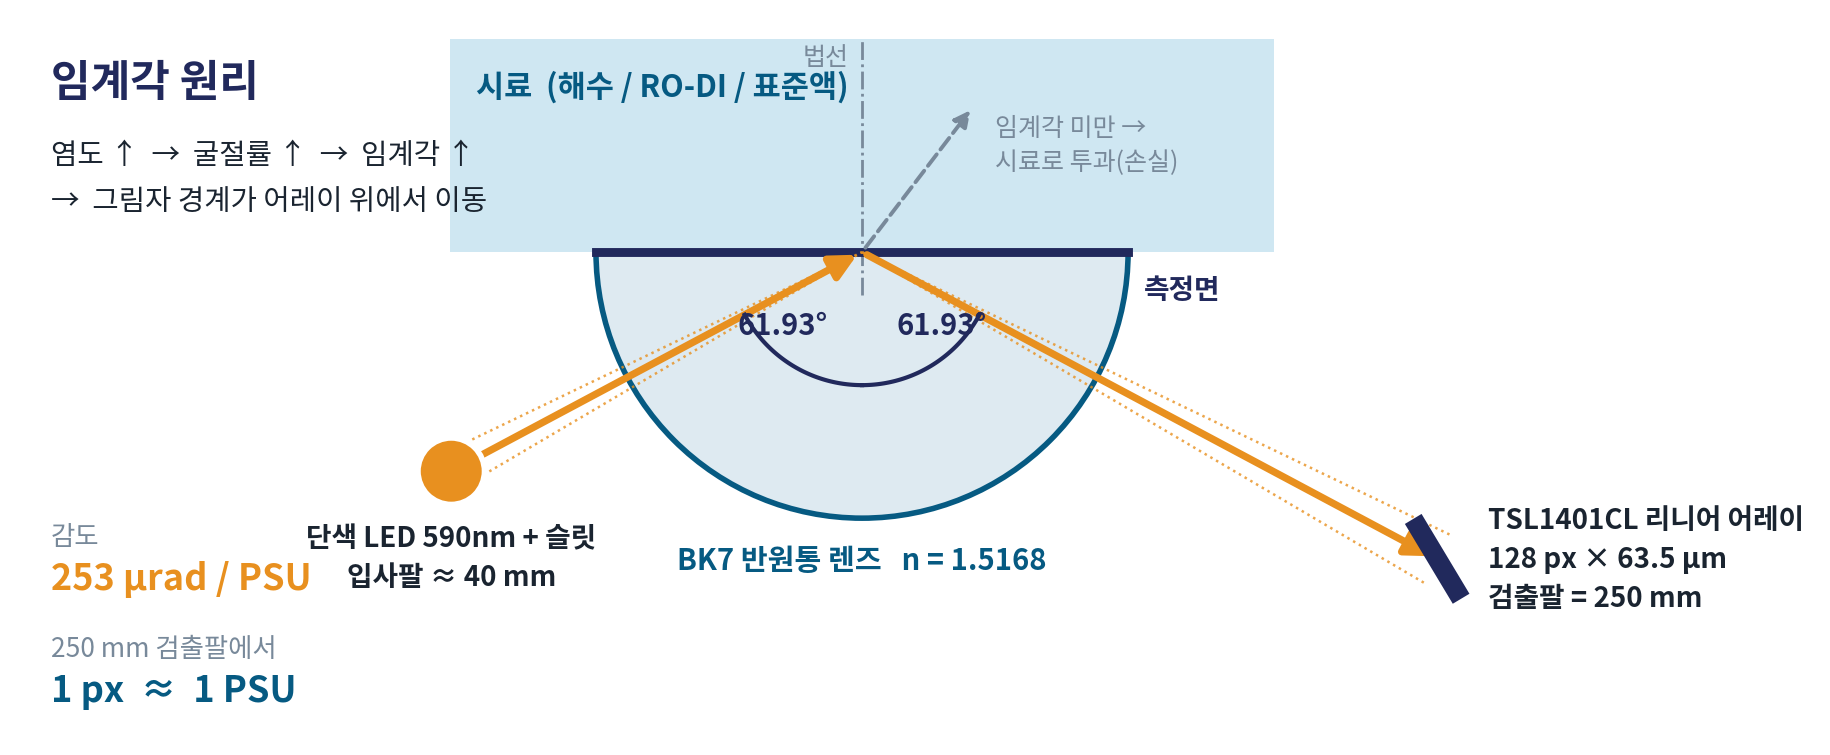 임계각 원리
염도 ↑ → 굴절률 ↑ → 임계각 ↑
→ 그림자 경계가 어레이 위에서 이동
법선
시료 (해수 / RO-DI / 표준액)
임계각 미만 →
시료로 투과(손실)
측정면
61.93°
61.93°
단색 LED 590nm + 슬릿
입사팔 ≈ 40 mm
BK7 반원통 렌즈 n = 1.5168
TSL1401CL 리니어 어레이
128 px × 63.5 µm
검출팔 = 250 mm
감도
253 µrad / PSU
250 mm 검출팔에서
1 px ≈ 1 PSU